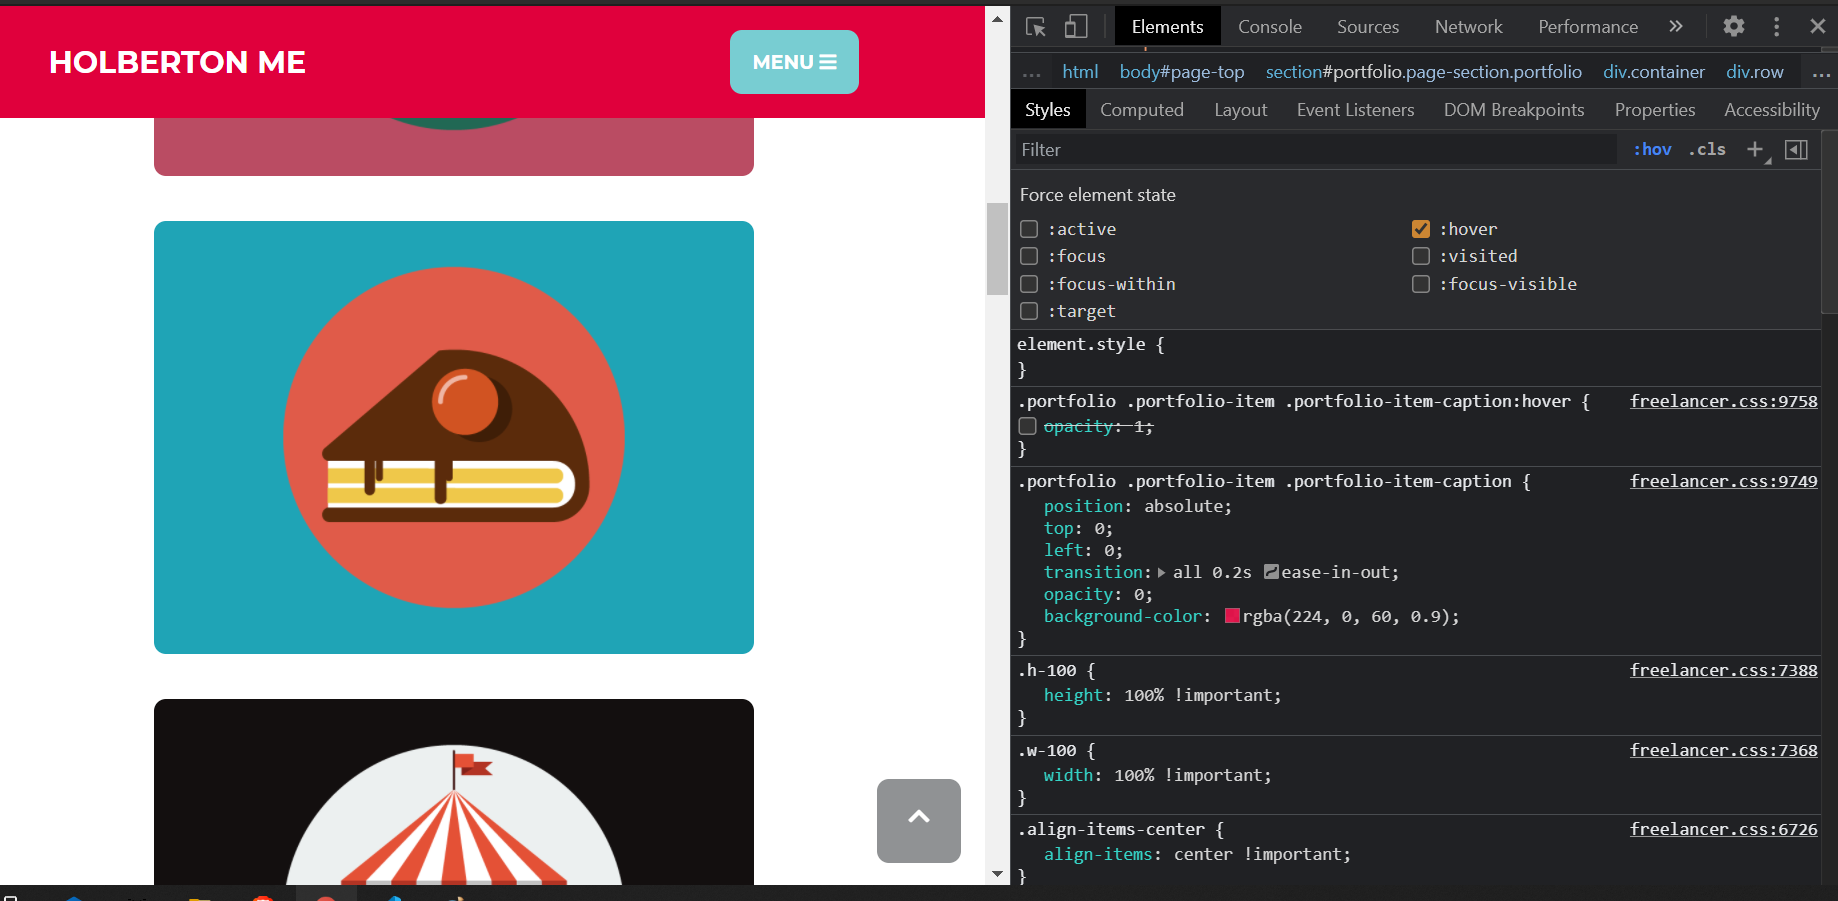 HOLBERTON ME
MENU
Elements Console Sources Network Performance
... html body#page-top section#portfolio.page-section.portfolio div.container div.row ...
Styles Computed Layout Event Listeners DOM Breakpoints Properties Accessibility
Filter :hov .cls +
Force element state
:active :hover
:focus :visited
:focus-within :focus-visible
:target
element.style {
}
.portfolio .portfolio-item .portfolio-item-caption:hover { freelancer.css:9758
opacity: 1;
}
.portfolio .portfolio-item .portfolio-item-caption { freelancer.css:9749
position: absolute;
top: 0;
left: 0;
transition: all 0.2s ease-in-out;
opacity: 0;
background-color: rgba(224, 0, 60, 0.9);
}
.h-100 { freelancer.css:7388
height: 100% !important;
}
.w-100 { freelancer.css:7368
width: 100% !important;
}
.align-items-center { freelancer.css:6726
align-items: center !important;
}